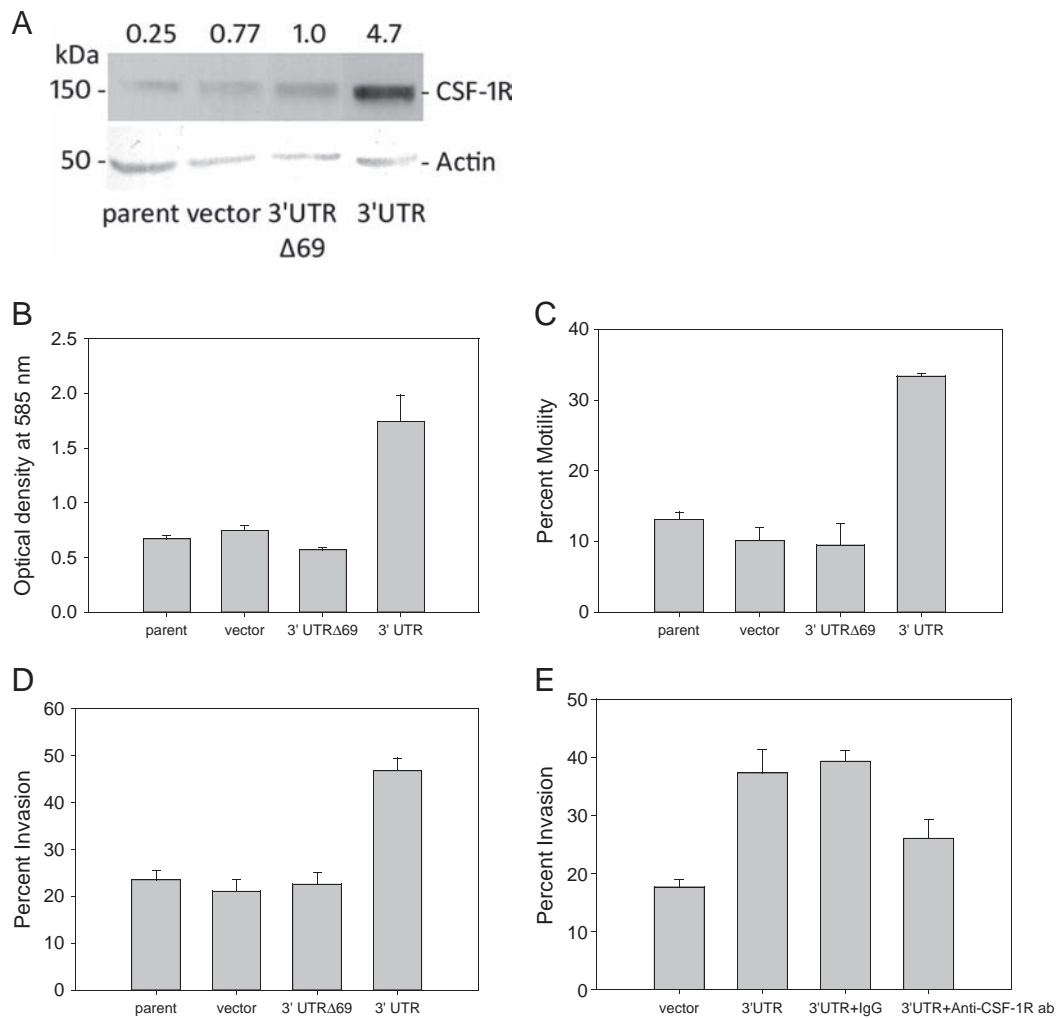 A
0.25 0.77 1.0 4.7
kDa
150 - - CSF-1R
50 - - Actin
parent vector 3'UTR 3'UTR
Δ69
B
Optical density at 585 nm
2.5
2.0
1.5
1.0
0.5
0.0
parent vector 3' UTRΔ69 3' UTR
C
Percent Motility
40
30
20
10
0
parent vector 3' UTRΔ69 3' UTR
D
Percent Invasion
60
50
40
30
20
10
0
parent vector 3' UTRΔ69 3' UTR
E
Percent Invasion
50
40
30
20
10
0
vector 3'UTR 3'UTR+IgG 3'UTR+Anti-CSF-1R ab